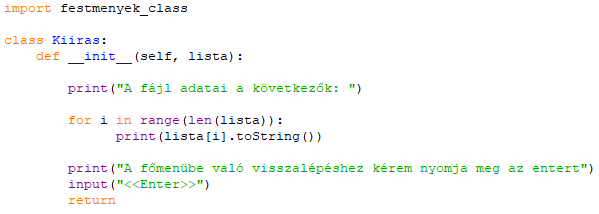 import festmenyek_class
class Kiiras:
def __init__(self, lista):
print("A fájl adatai a következők: ")
for i in range(len(lista)):
print(lista[i].toString())
print("A főmenübe való visszalépéshez kérem nyomja meg az entert")
input("<<Enter>>")
return